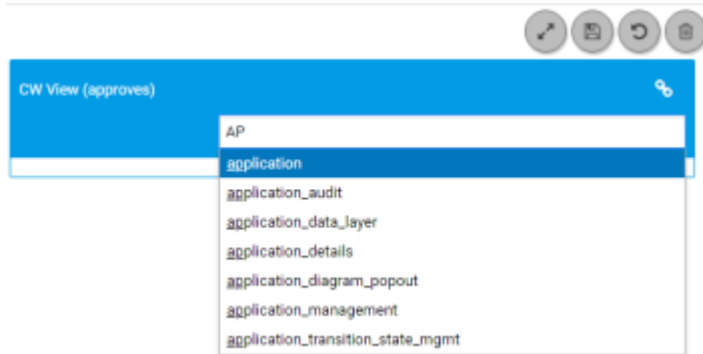 CW View (approves)
AP
application
application_audit
application_data_layer
application_details
application_diagram_popout
application_management
application_transition_state_mgmt